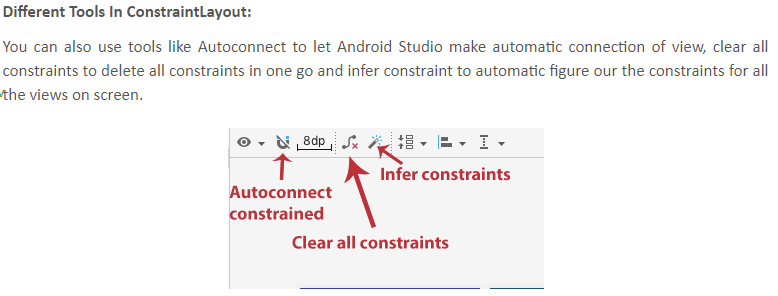 Different Tools In ConstraintLayout:
You can also use tools like Autoconnect to let Android Studio make automatic connection of view, clear all
constraints to delete all constraints in one go and infer constraint to automatic figure our the constraints for all
the views on screen.
8dp
Infer constraints
Autoconnect
constrained
Clear all constraints